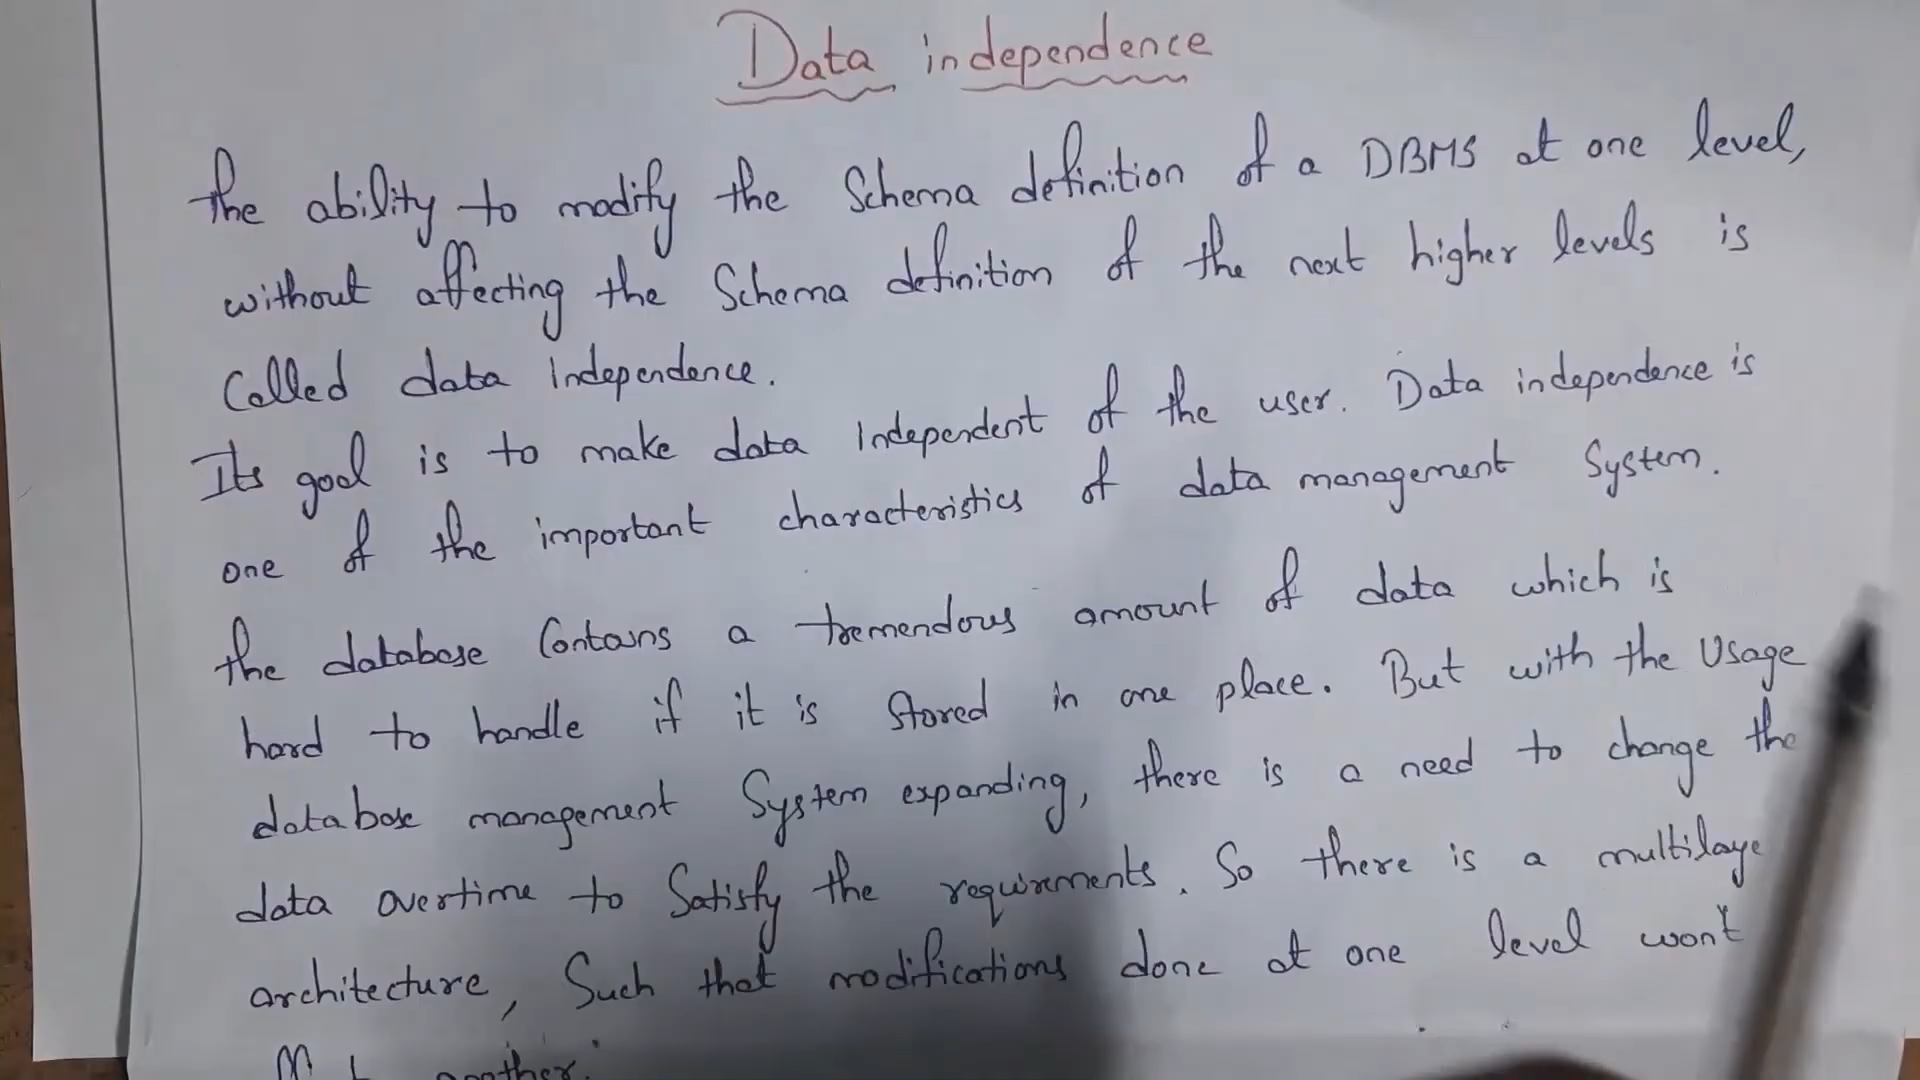 Data independence
The ability to modify the Schema definition of a DBMS at one level,
without affecting the Schema definition of the next higher levels is
Called data Independence.
Its goal is to make data Independent of the user. Data independence is
one of the important characteristics of data management System.
The database Contains a tremendous amount of data which is
hard to handle if it is Stored in one place. But with the Usage
database management System expanding, there is a need to change the
data overtime to Satisfy the requirements. So there is a multilaye
architecture, Such that modifications done at one level won't
another.